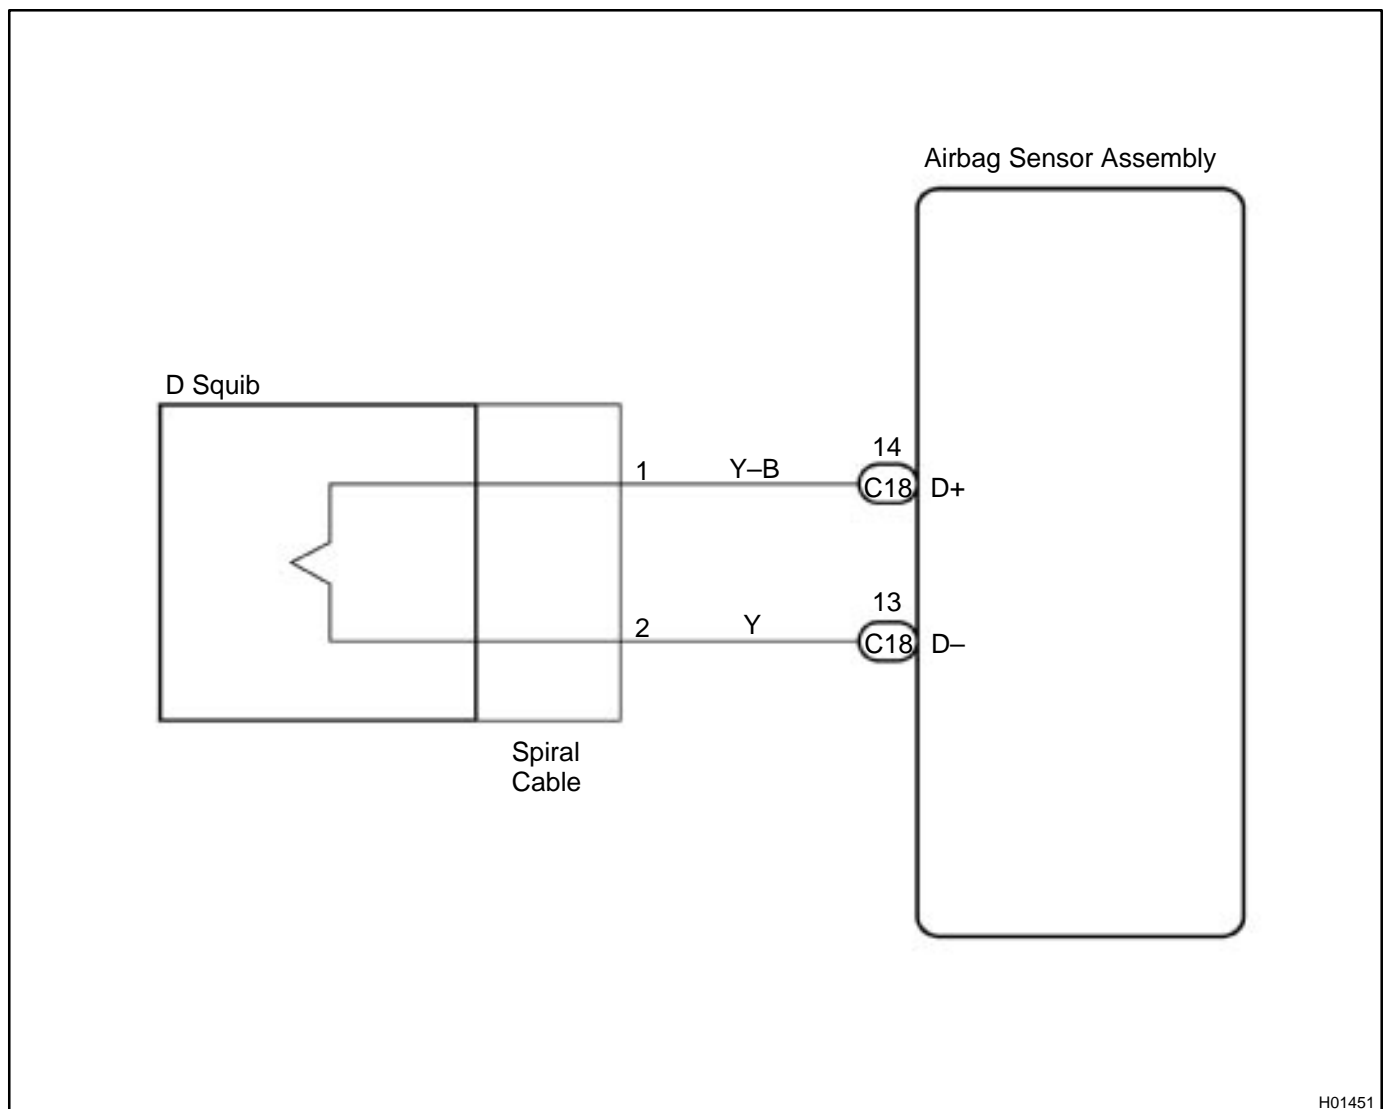 Airbag Sensor Assembly
D Squib
14
1
Y–B
C18
D+
13
2
Y
C18
D–
Spiral
Cable
H01451